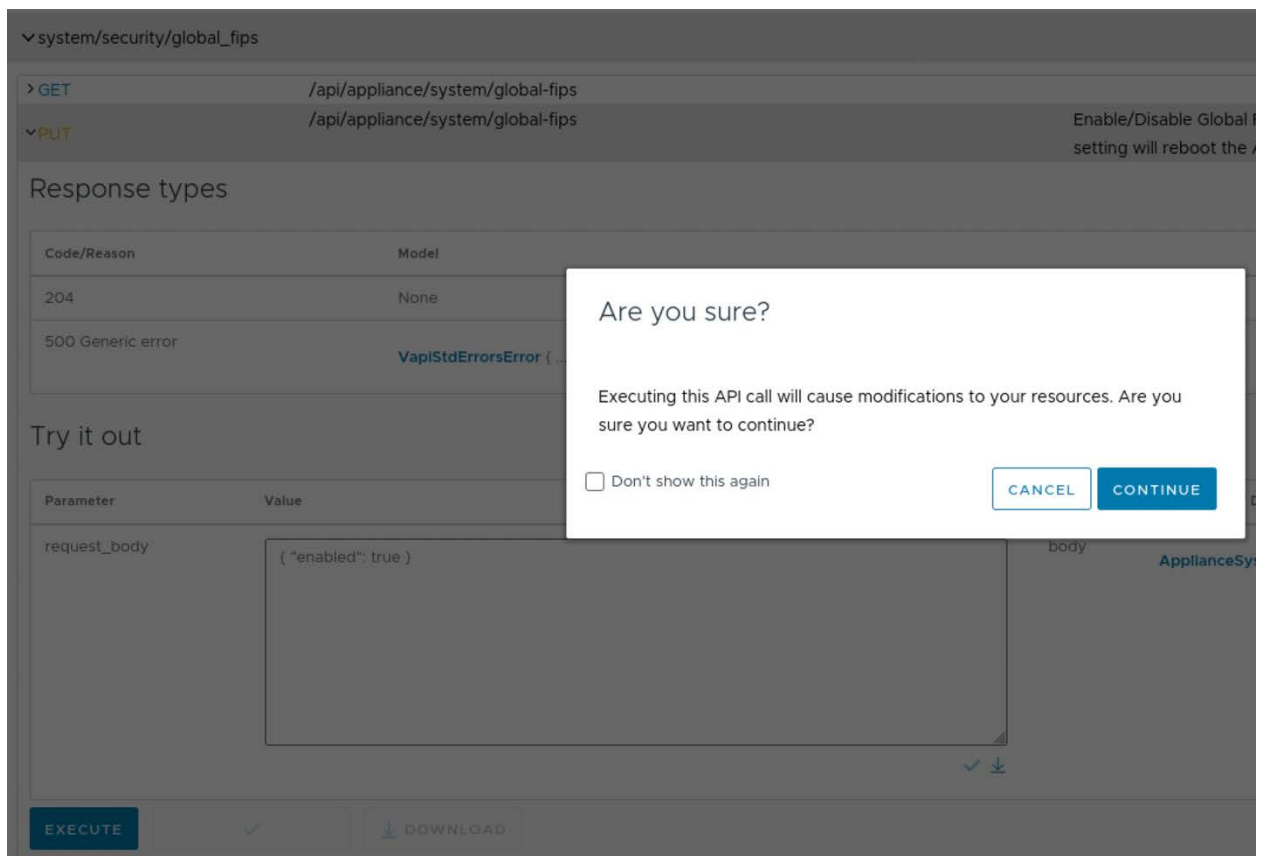 system/security/global_fips
GET /api/appliance/system/global-fips
PUT /api/appliance/system/global-fips Enable/Disable Global
setting will reboot the
Response types
Code/Reason Model
204 None
500 Generic error
VapiStdErrorsError { ...
Are you sure?
Executing this API call will cause modifications to your resources. Are you
sure you want to continue?
Don't show this again
CANCEL CONTINUE
Try it out
Parameter Value
request_body { "enabled": true } body
ApplianceSys
EXECUTE DOWNLOAD